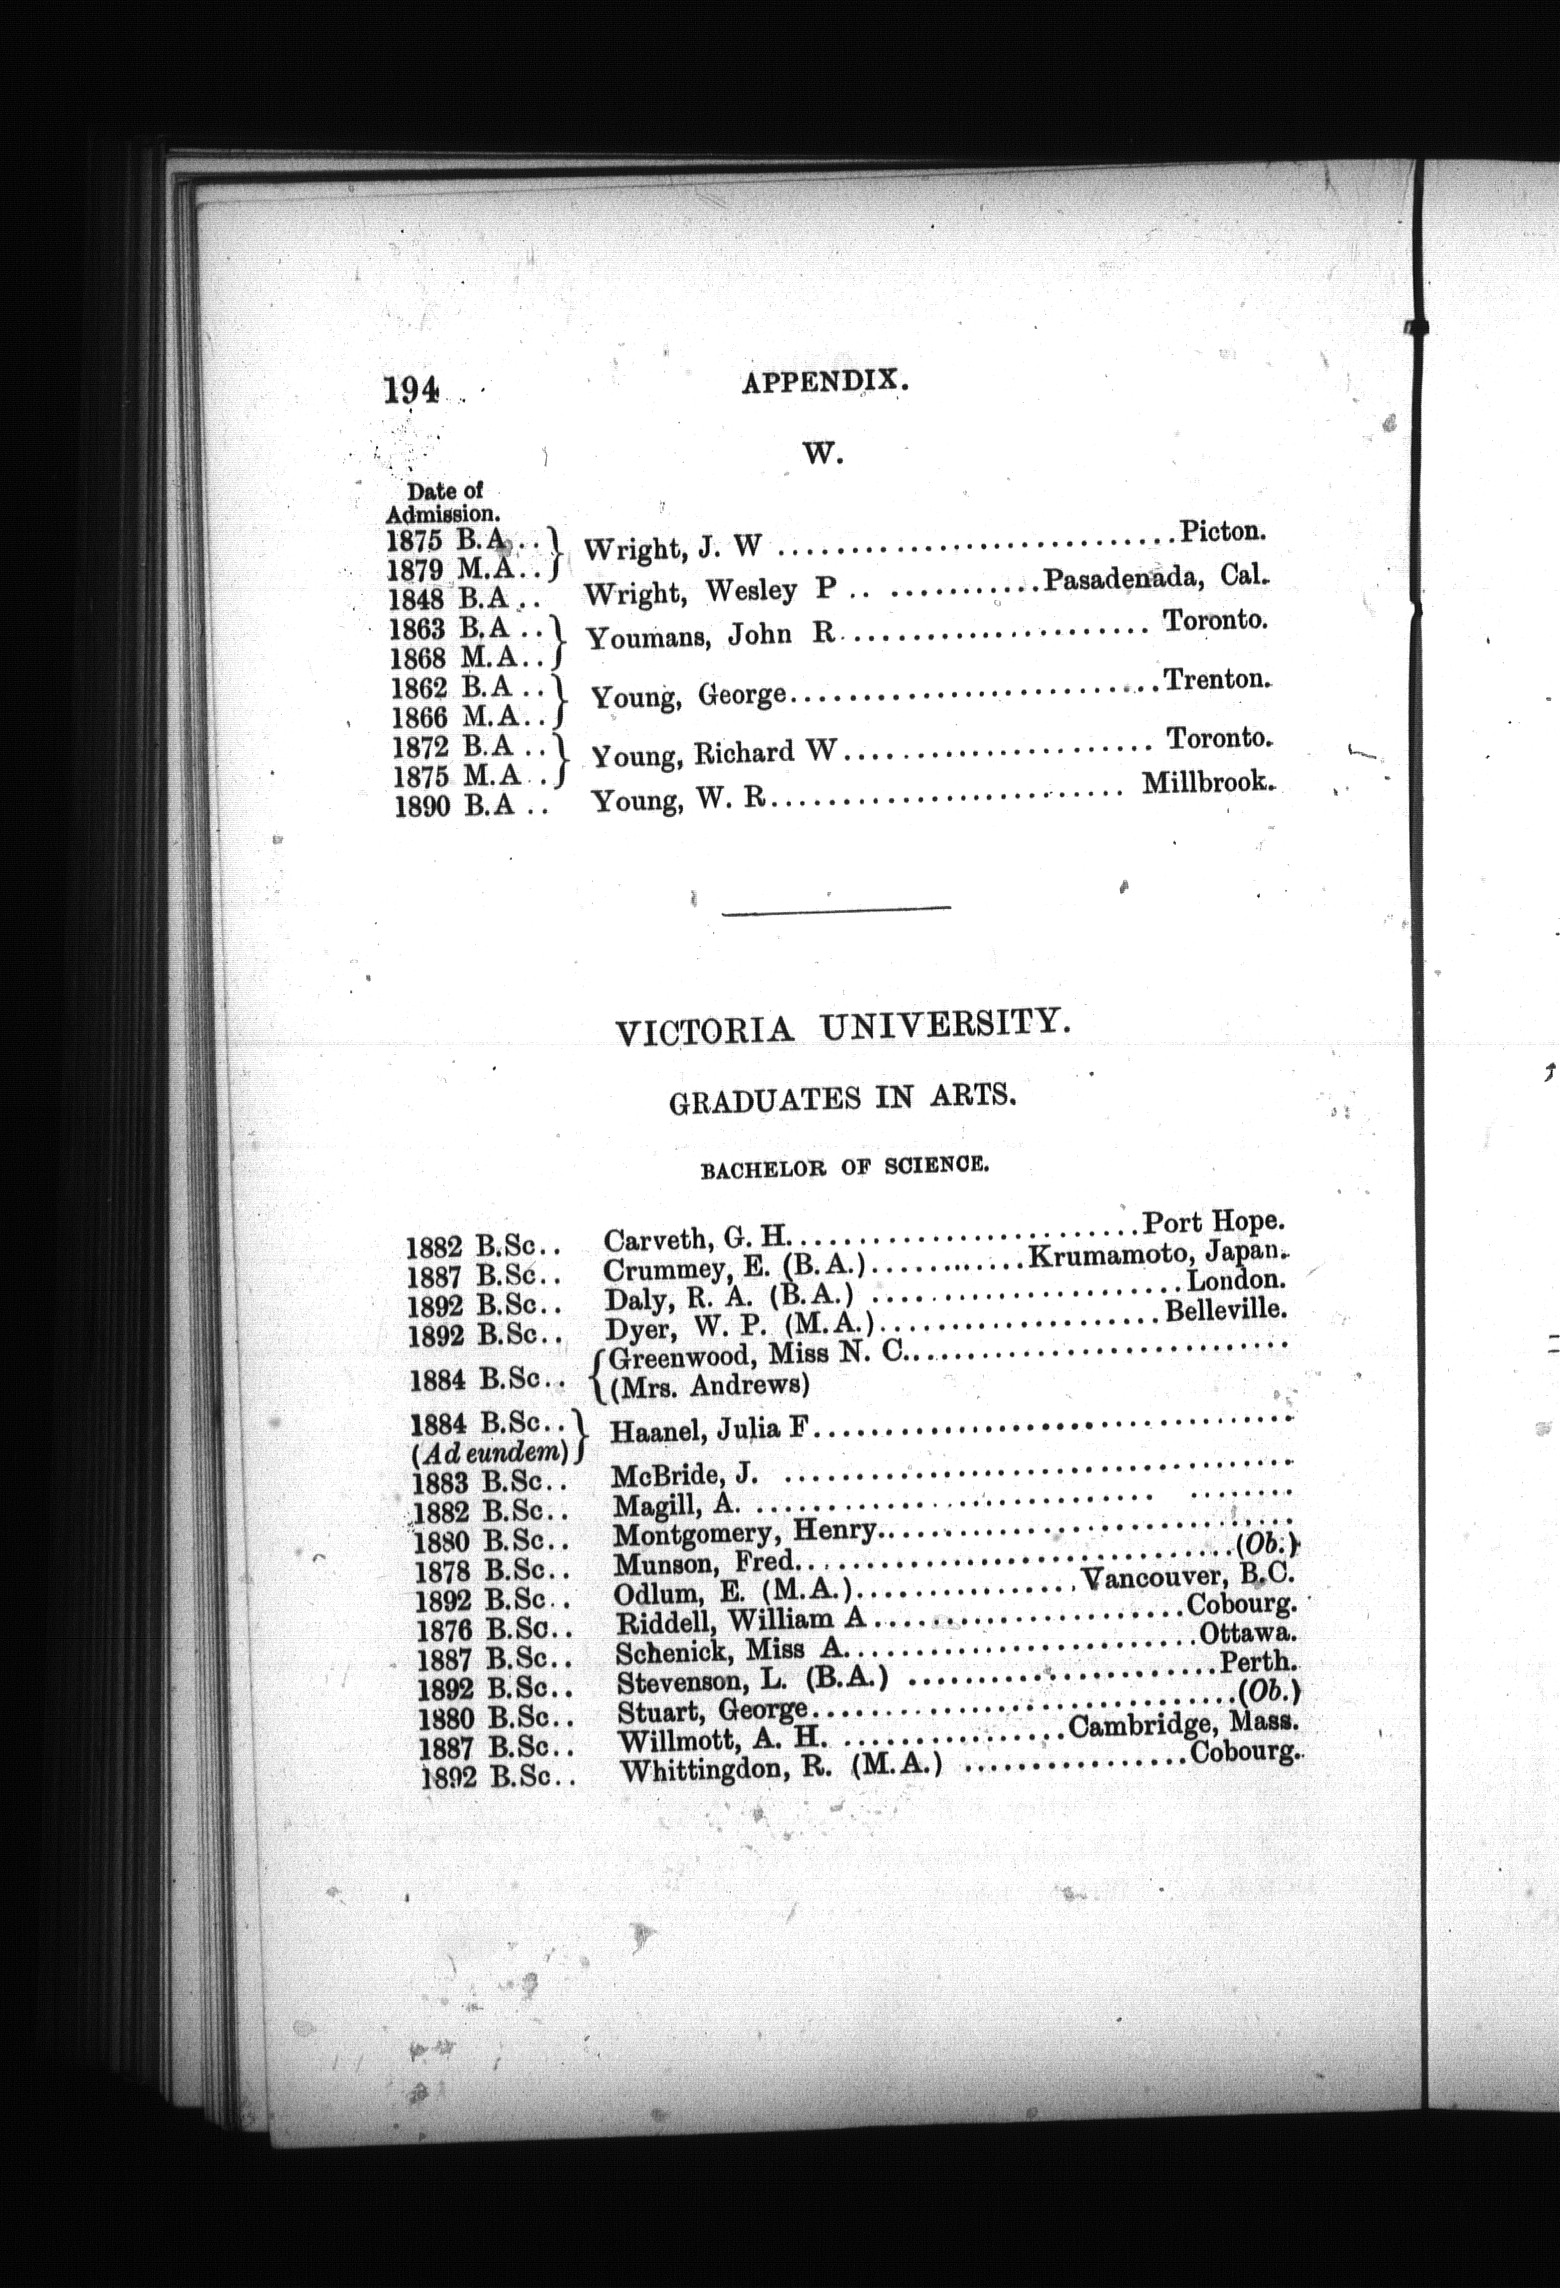 194 APPENDIX.
W.
Date of
Admission.
1875 B.A..} Wright, J. W ............................Picton.
1879 M.A..}
1848 B.A.. Wright, Wesley P .. ...........Pasadenada, Cal.
1863 B.A..} Youmans, John R...................... Toronto.
1868 M.A..}
1862 B.A..} Young, George..........................Trenton.
1866 M.A..}
1872 B.A..} Young, Richard W...................... Toronto.
1875 M.A..}
1890 B.A.. Young, W. R......................... Millbrook.
VICTORIA UNIVERSITY.
GRADUATES IN ARTS.
BACHELOR OF SCIENCE.
1882 B.Sc.. Carveth, G. H.........................Port Hope.
1887 B.Sc.. Crummey, E. (B.A.)...........Krumamoto, Japan.
1892 B.Sc.. Daly, R. A. (B.A.) ......................London.
1892 B.Sc.. Dyer, W. P. (M.A.)....................Belleville.
1884 B.Sc.. {Greenwood, Miss N. C............................
{(Mrs. Andrews)
1884 B.Sc..} Haanel, Julia F..................................
(Ad eundem)}
1883 B.Sc.. McBride, J. ....................................
1882 B.Sc.. Magill, A. ............................ ........
1880 B.Sc.. Montgomery, Henry.............................
1878 B.Sc.. Munson, Fred...............................(Ob.)
1892 B.Sc.. Odlum, E. (M.A.)................Vancouver, B.C.
1876 B.Sc.. Riddell, William A......................Cobourg.
1887 B.Sc.. Schenick, Miss A.........................Ottawa.
1892 B.Sc.. Stevenson, L. (B.A.) .....................Perth.
1880 B.Sc.. Stuart, George..............................(Ob.)
1887 B.Sc.. Willmott, A. H. ................Cambridge, Mass.
1892 B.Sc.. Whittingdon, R. (M.A.) ................Cobourg.